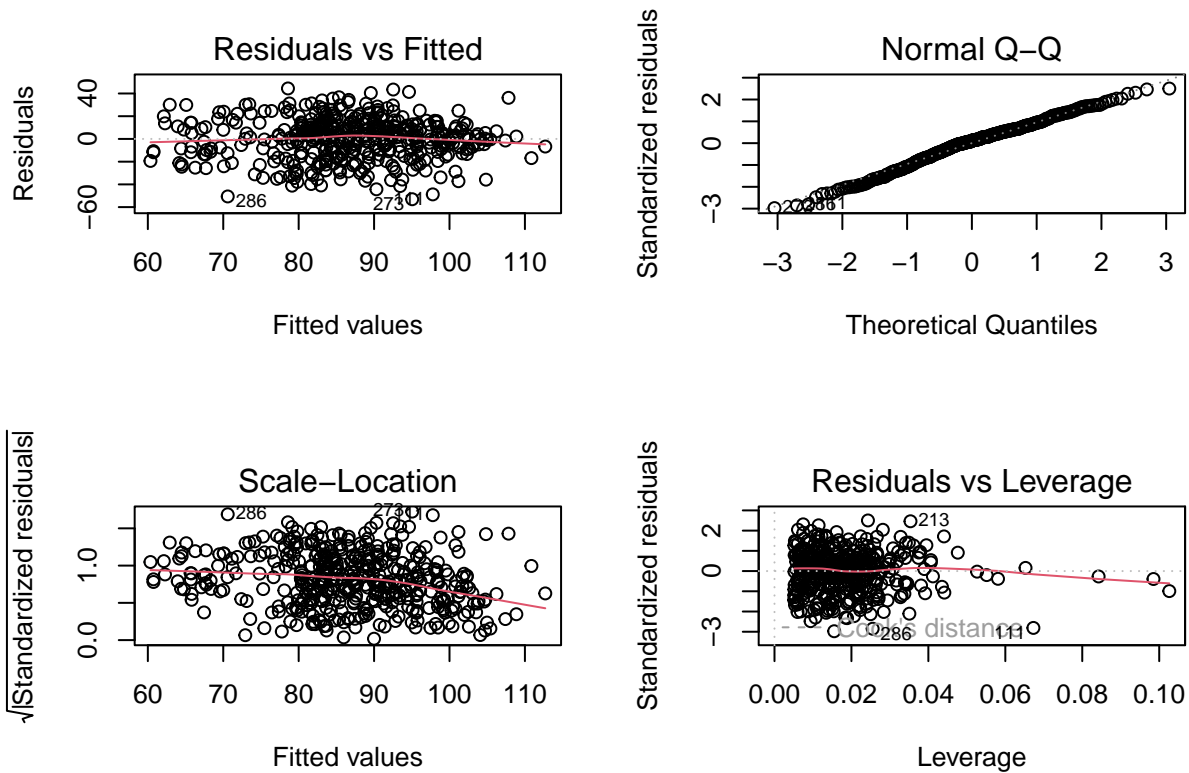 Residuals vs Fitted
Residuals
40
0
−60
286
273
111
60 70 80 90 100 110
Fitted values
Normal Q−Q
Standardized residuals
2
0
−3
−3 −2 −1 0 1 2 3
Theoretical Quantiles
Scale−Location
√|Standardized residuals|
1.0
0.0
286
273
60 70 80 90 100 110
Fitted values
Residuals vs Leverage
Standardized residuals
2
0
−3
213
Cook's distance
286
111
0.00 0.02 0.04 0.06 0.08 0.10
Leverage